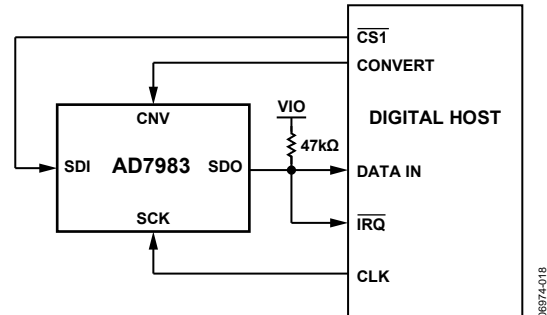 CS1
CONVERT
CNV
VIO
DIGITAL HOST
47kΩ
SDI AD7983 SDO
DATA IN
SCK
IRQ
CLK
06974-018